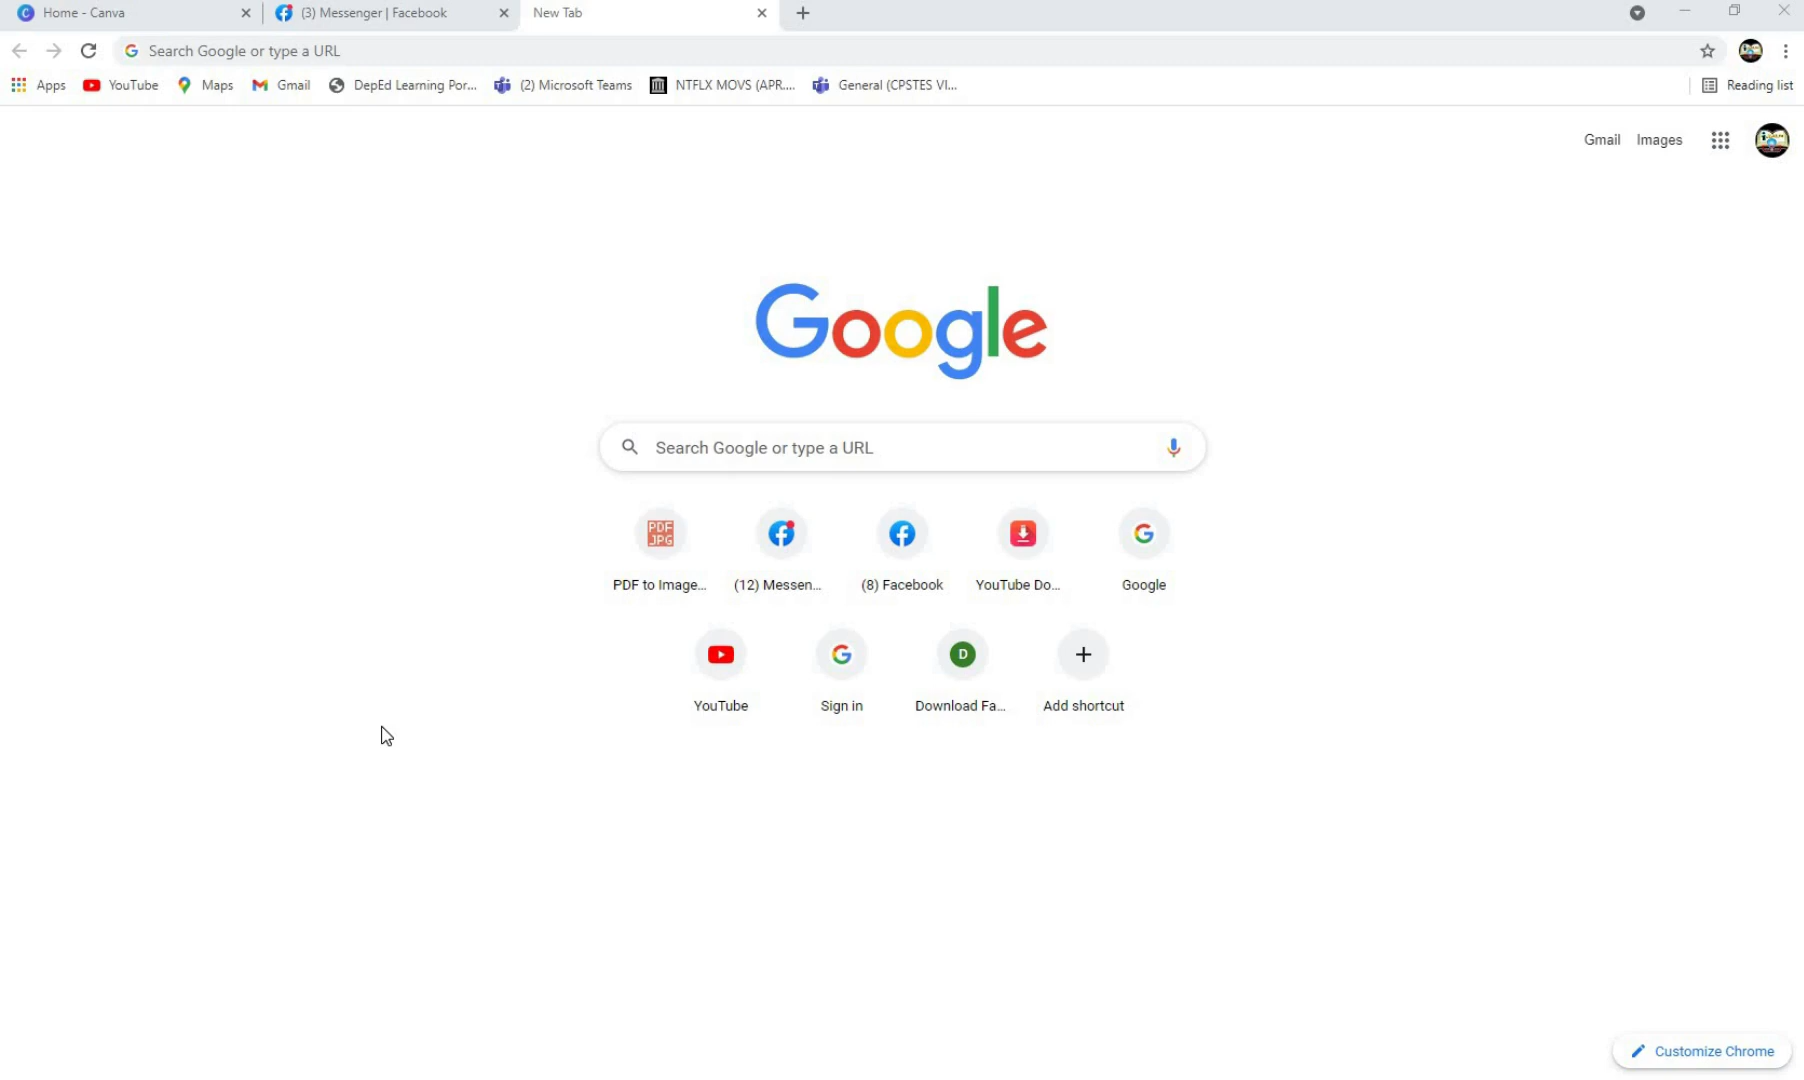 Home - Canva
(3) Messenger | Facebook
New Tab
Search Google or type a URL
Apps
YouTube
Maps
Gmail
DepEd Learning Por...
(2) Microsoft Teams
NTFLX MOVS (APR....
General (CPSTES VI...
Reading list
Gmail
Images
Google
Search Google or type a URL
PDF JPG
PDF to Image...
(12) Messen...
(8) Facebook
YouTube Do...
Google
D
YouTube
Sign in
Download Fa...
Add shortcut
Customize Chrome